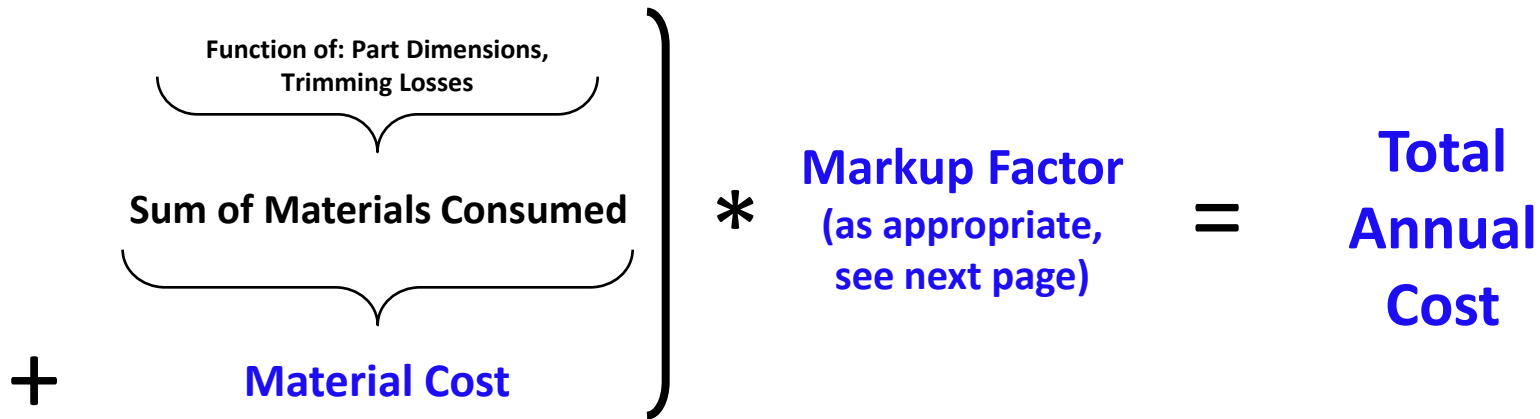 Function of: Part Dimensions,
Trimming Losses
Sum of Materials Consumed
+
Material Cost
*
Markup Factor
(as appropriate,
see next page)
=
Total
Annual
Cost